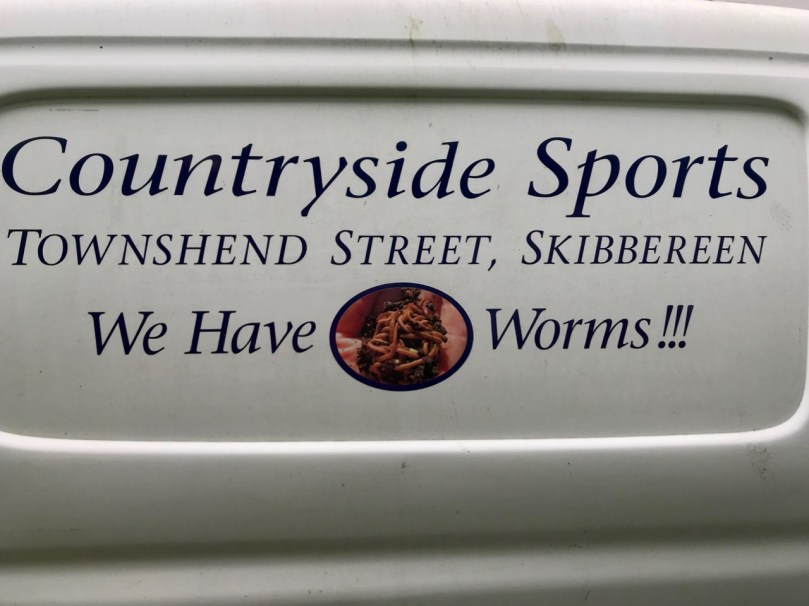 Countryside Sports
TOWNSHEND STREET, SKIBBEREEN
We Have Worms!!!